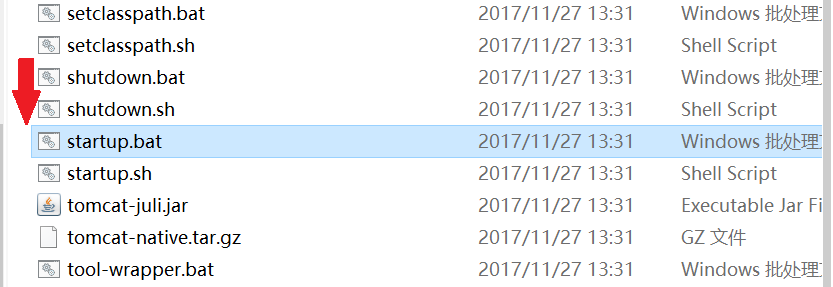 setclasspath.bat 2017/11/27 13:31 Windows 批处理
setclasspath.sh 2017/11/27 13:31 Shell Script
shutdown.bat 2017/11/27 13:31 Windows 批处理
shutdown.sh 2017/11/27 13:31 Shell Script
startup.bat 2017/11/27 13:31 Windows 批处理
startup.sh 2017/11/27 13:31 Shell Script
tomcat-juli.jar 2017/11/27 13:31 Executable Jar Fi
tomcat-native.tar.gz 2017/11/27 13:31 GZ 文件
tool-wrapper.bat 2017/11/27 13:31 Windows 批处理